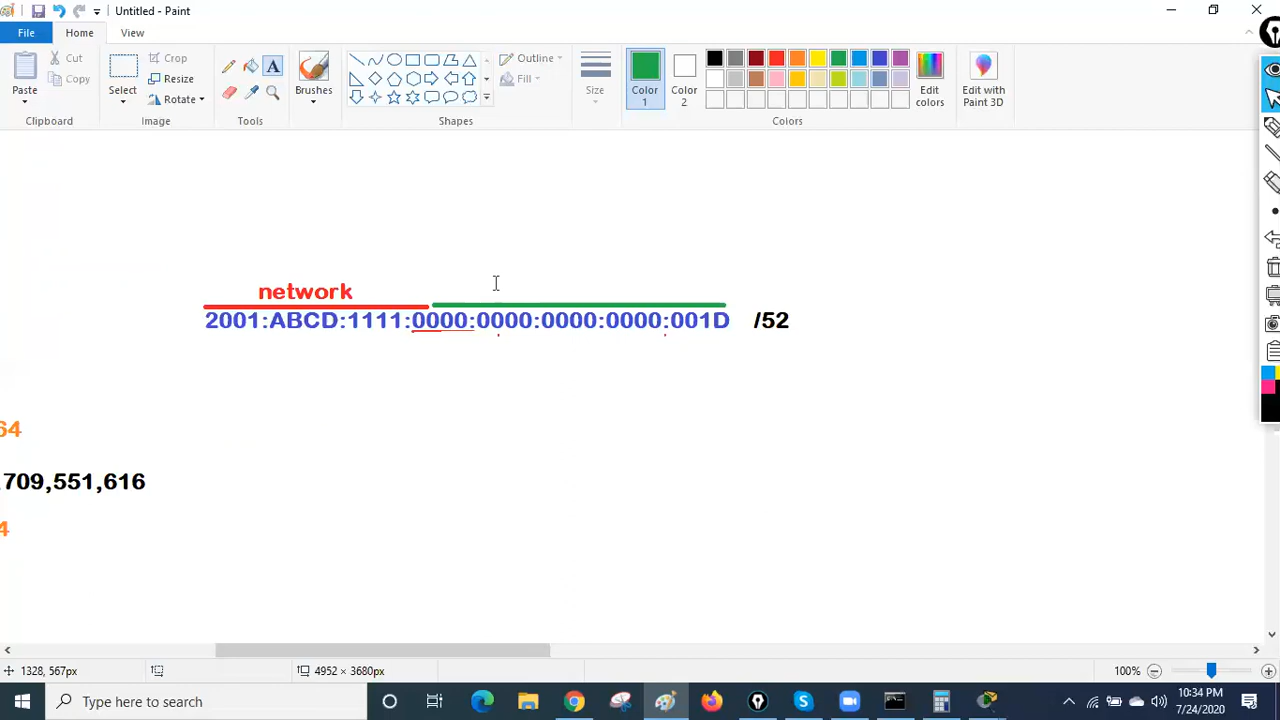 Untitled - Paint
File Home View
Paste
Cut
Copy
Clipboard
Select
Crop
Resize
Rotate
Image
A
Tools
Brushes
Outline
Fill
Shapes
Size
Color 1
Color 2
Edit colors
Colors
Edit with Paint 3D
network
2001:ABCD:1111:0000:0000:0000:0000:001D /52
64
,709,551,616
4
1328, 567px
4952 × 3680px
100%
Type here to search
10:34 PM
7/24/2020